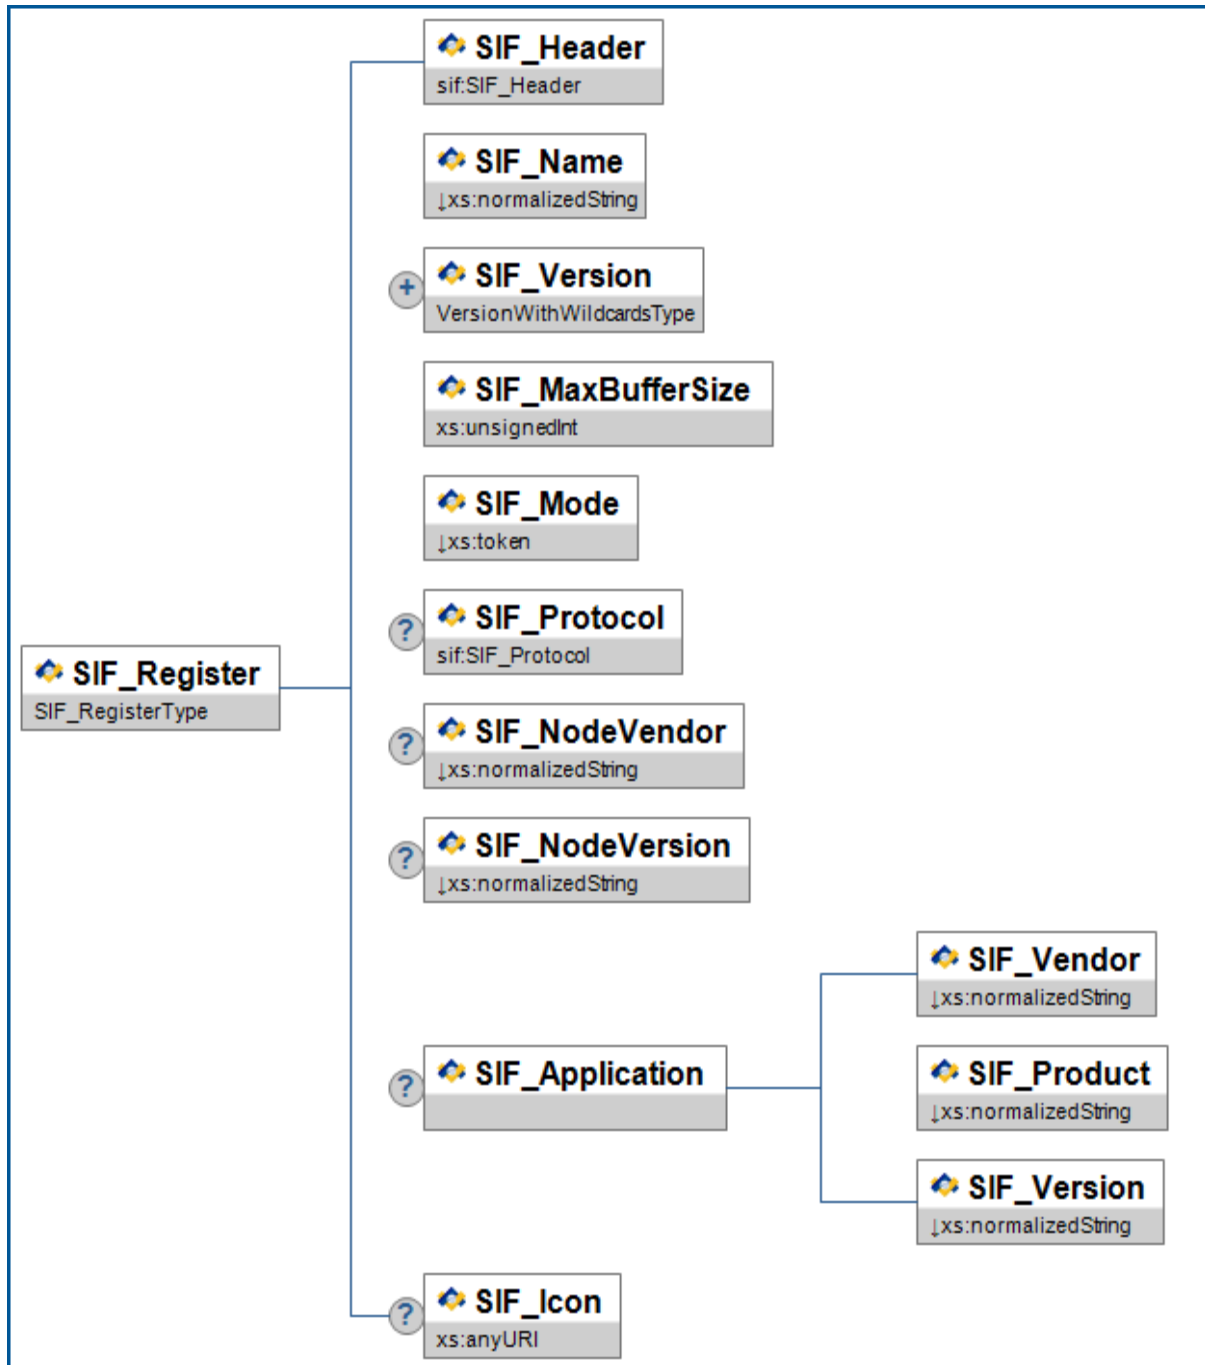 SIF_Header
sif:SIF_Header
SIF_Name
↓xs:normalizedString
+
SIF_Version
VersionWithWildcardsType
SIF_MaxBufferSize
xs:unsignedInt
SIF_Mode
↓xs:token
?
SIF_Protocol
sif:SIF_Protocol
SIF_Register
SIF_RegisterType
?
SIF_NodeVendor
↓xs:normalizedString
?
SIF_NodeVersion
↓xs:normalizedString
?
SIF_Application
SIF_Vendor
↓xs:normalizedString
SIF_Product
↓xs:normalizedString
SIF_Version
↓xs:normalizedString
?
SIF_Icon
xs:anyURI